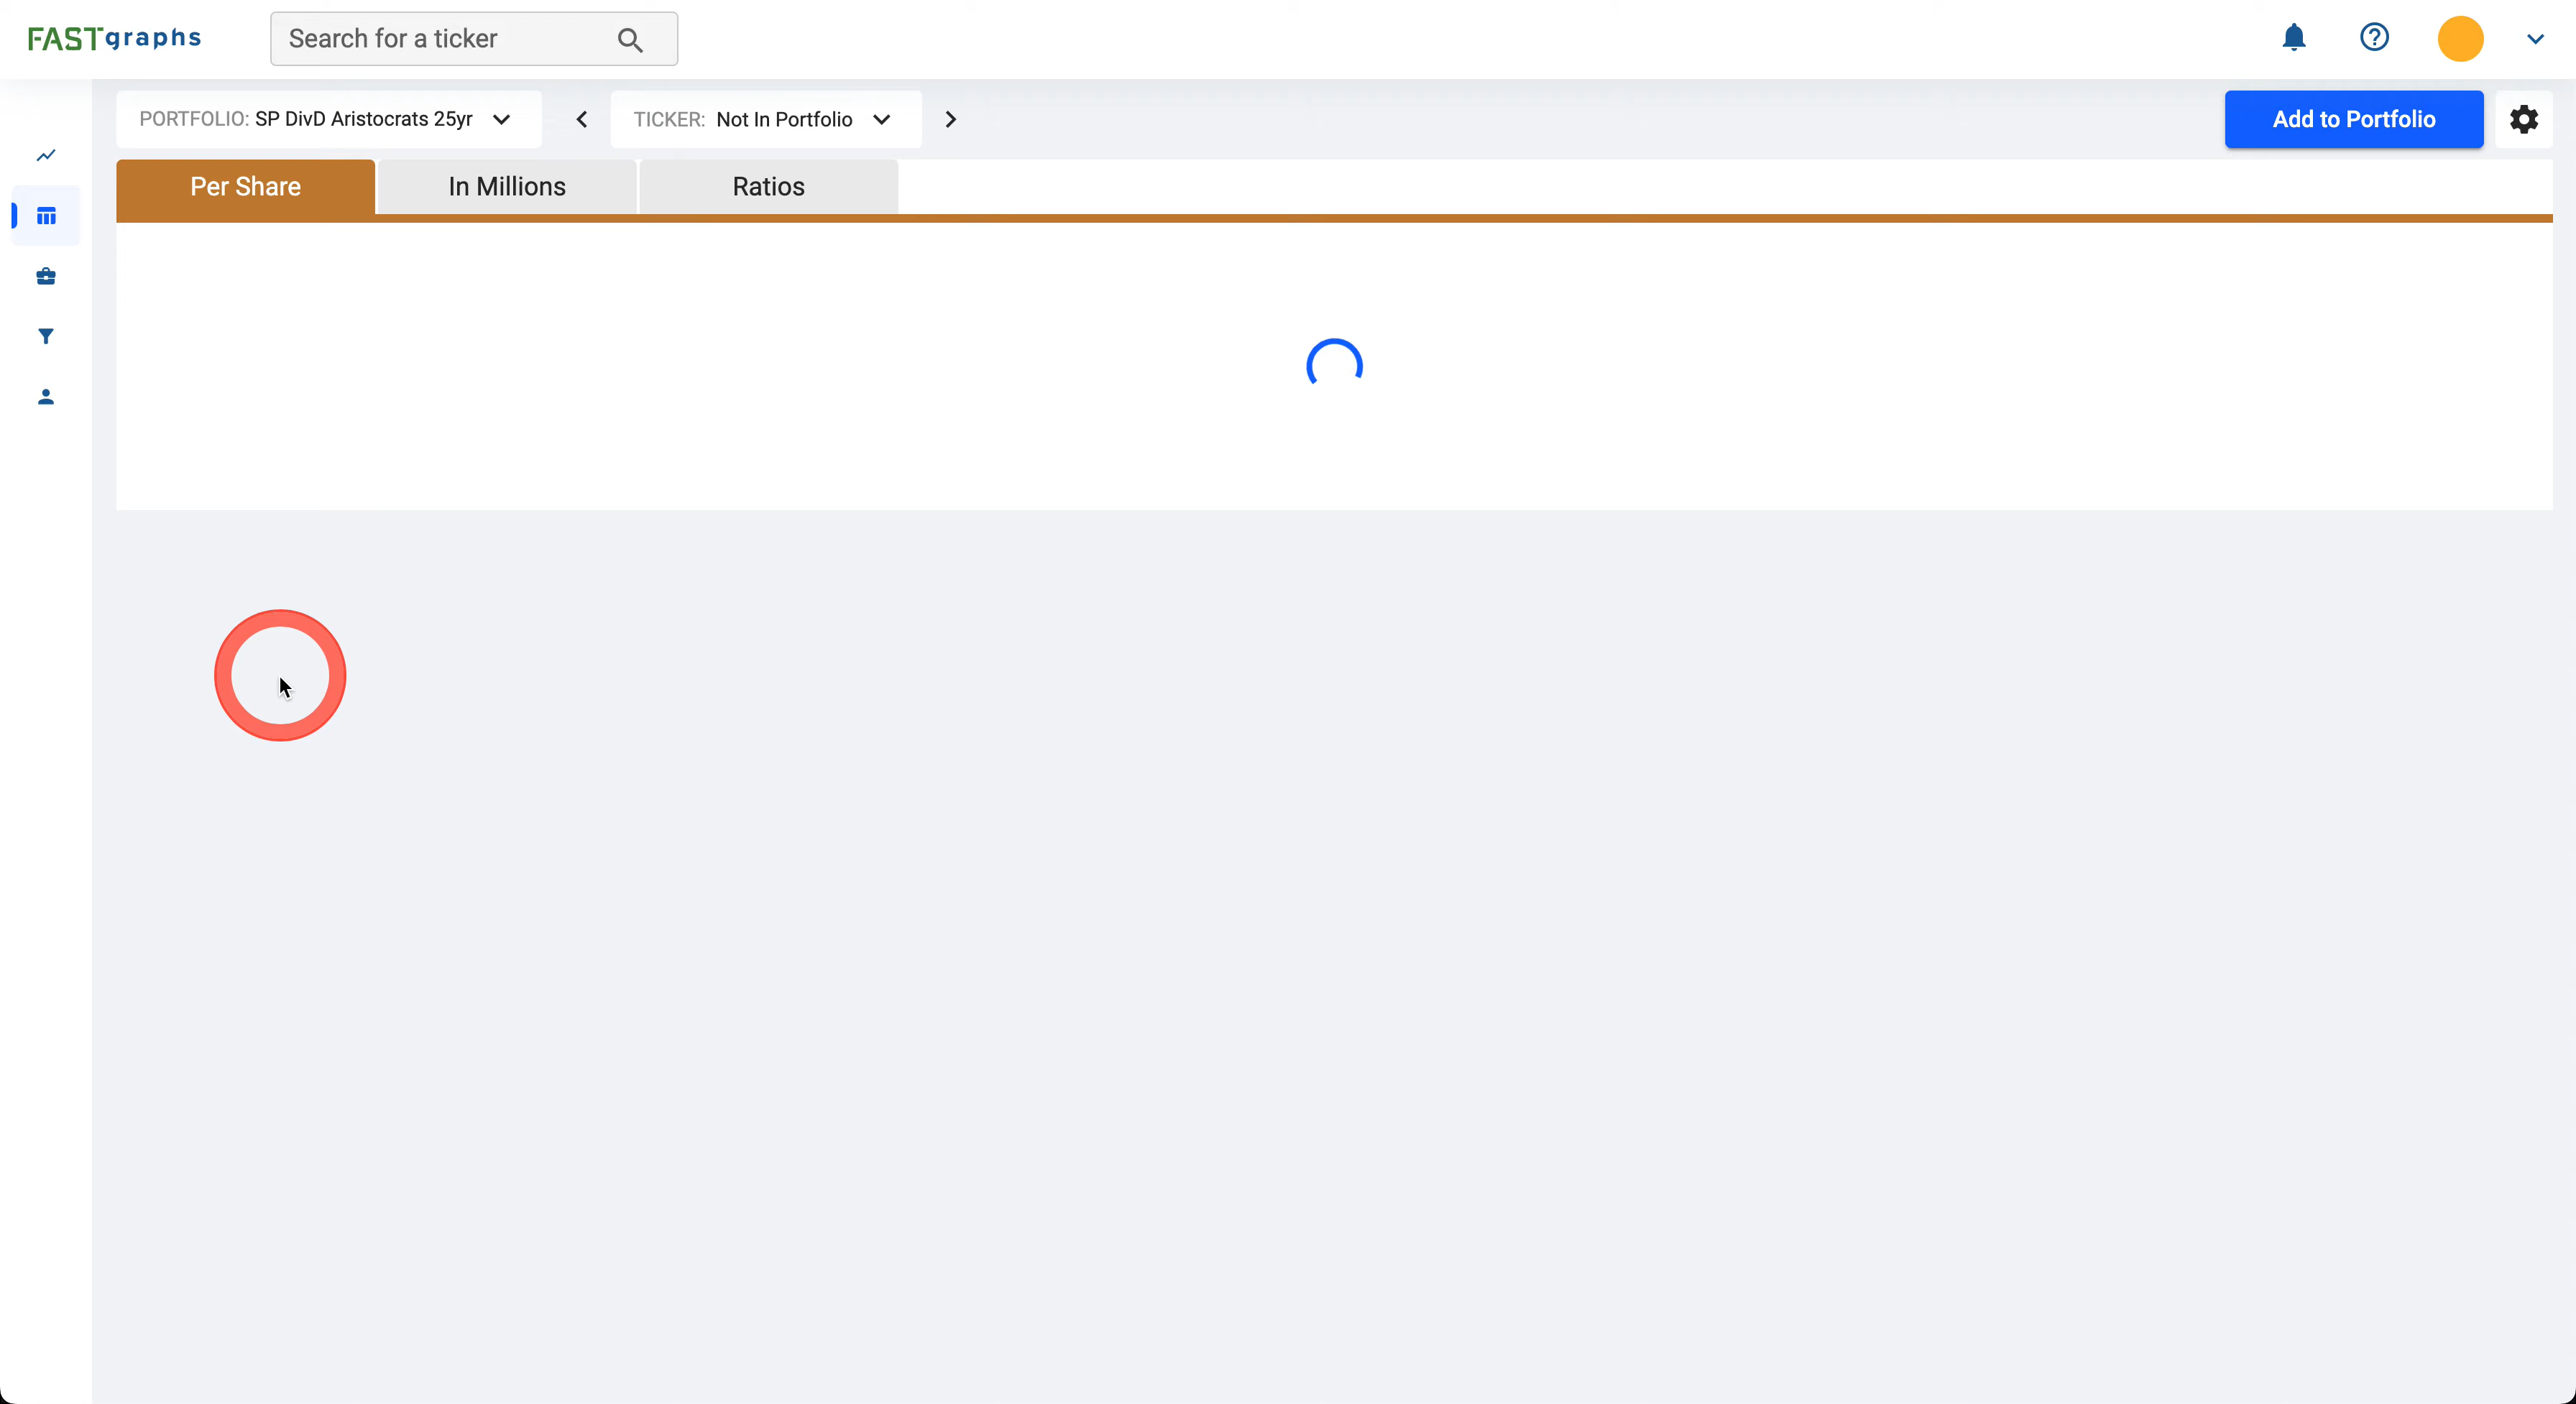 FASTgraphs
Search for a ticker
PORTFOLIO: SP DivD Aristocrats 25yr
TICKER: Not In Portfolio
Add to Portfolio
Per Share
In Millions
Ratios